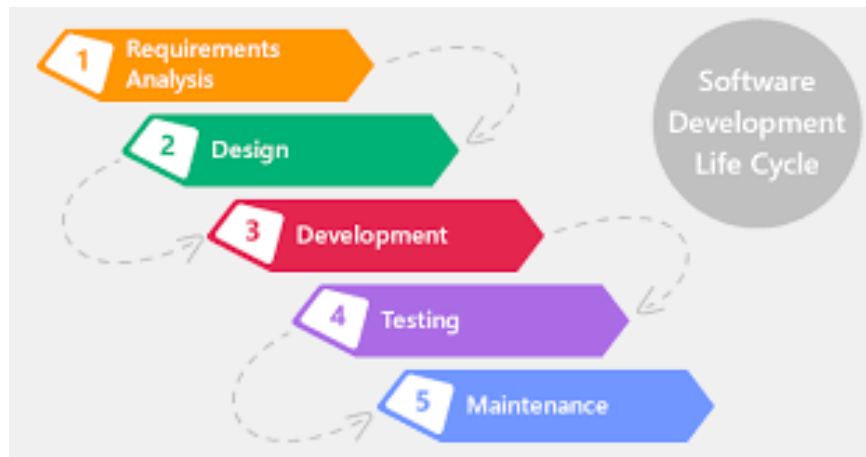 1
Requirements
Analysis
2
Design
3
Development
4
Testing
5
Maintenance
Software
Development
Life Cycle